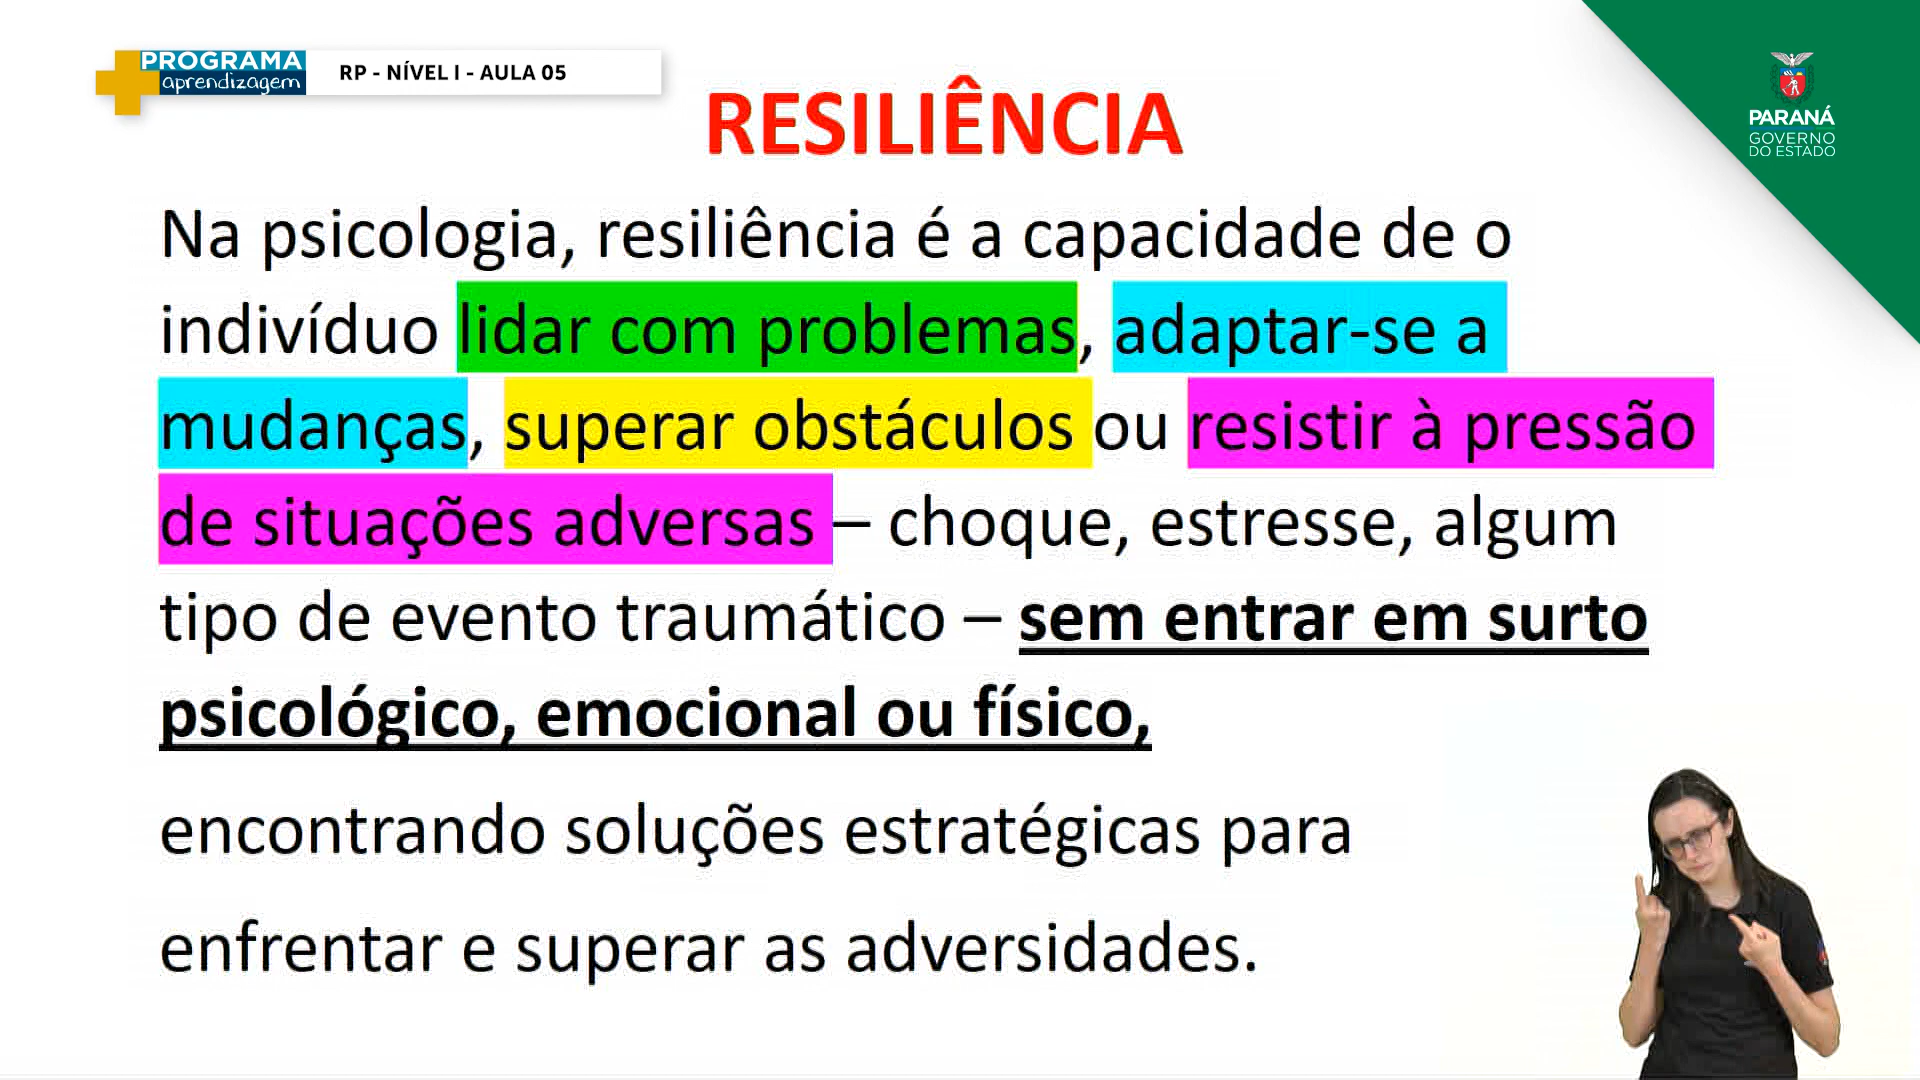 PROGRAMA
aprendizagem
RP - NÍVEL I - AULA 05
PARANÁ
GOVERNO
DO ESTADO
RESILIÊNCIA
Na psicologia, resiliência é a capacidade de o
indivíduo lidar com problemas, adaptar-se a
mudanças, superar obstáculos ou resistir à pressão
de situações adversas – choque, estresse, algum
tipo de evento traumático – sem entrar em surto
psicológico, emocional ou físico,
encontrando soluções estratégicas para
enfrentar e superar as adversidades.